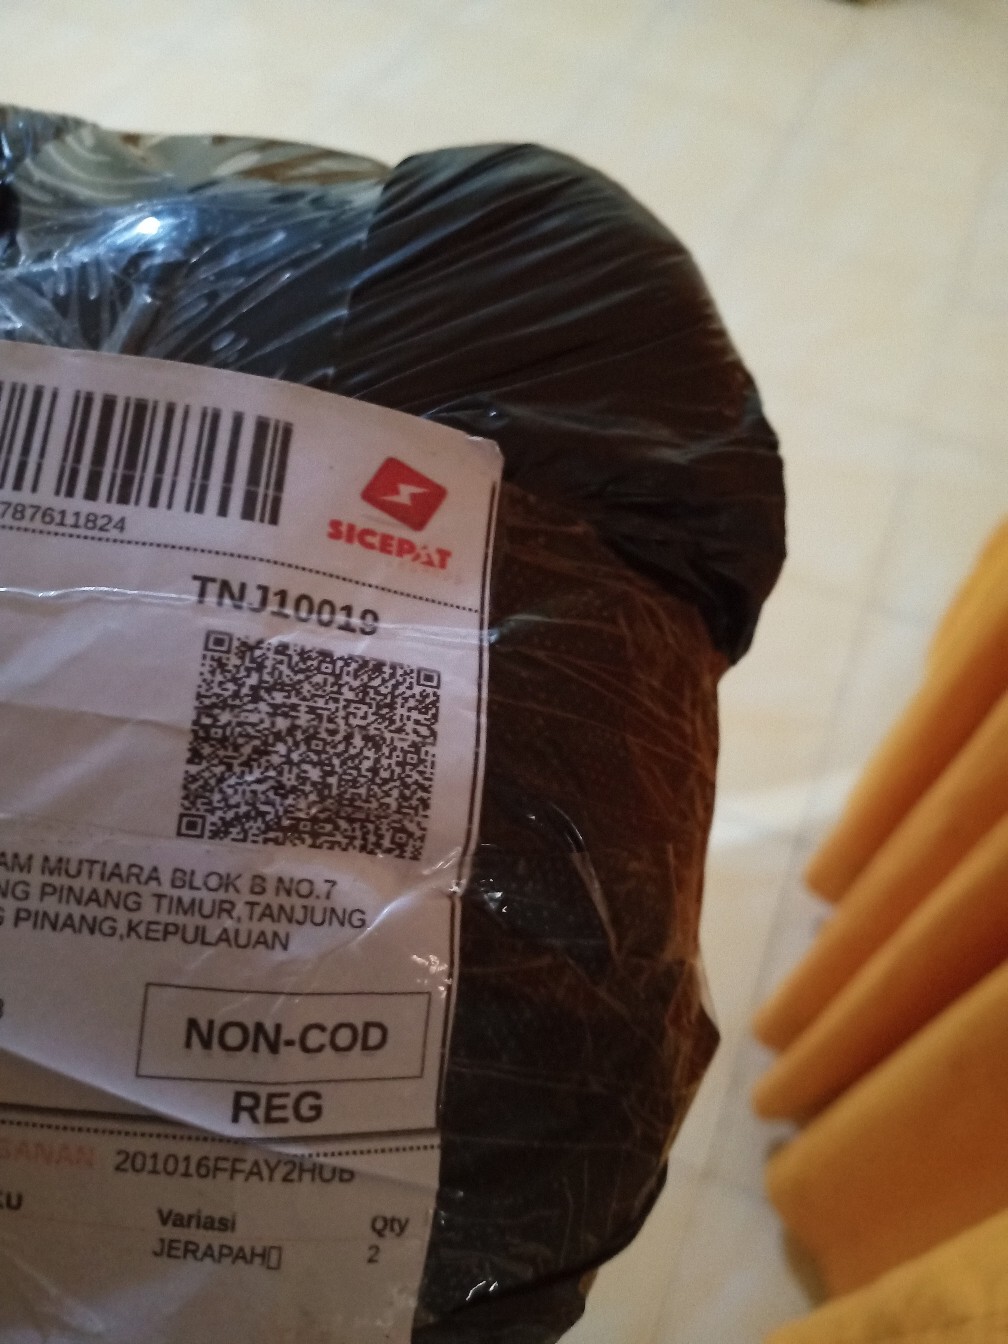 787611824
SICEPAT
TNJ10019
AM MUTIARA BLOK B NO.7
NG PINANG TIMUR,TANJUNG
G PINANG,KEPULAUAN
NON-COD
REG
SANAN 201016FFAY2HUB
KU Variasi Qty
JERAPAH 2